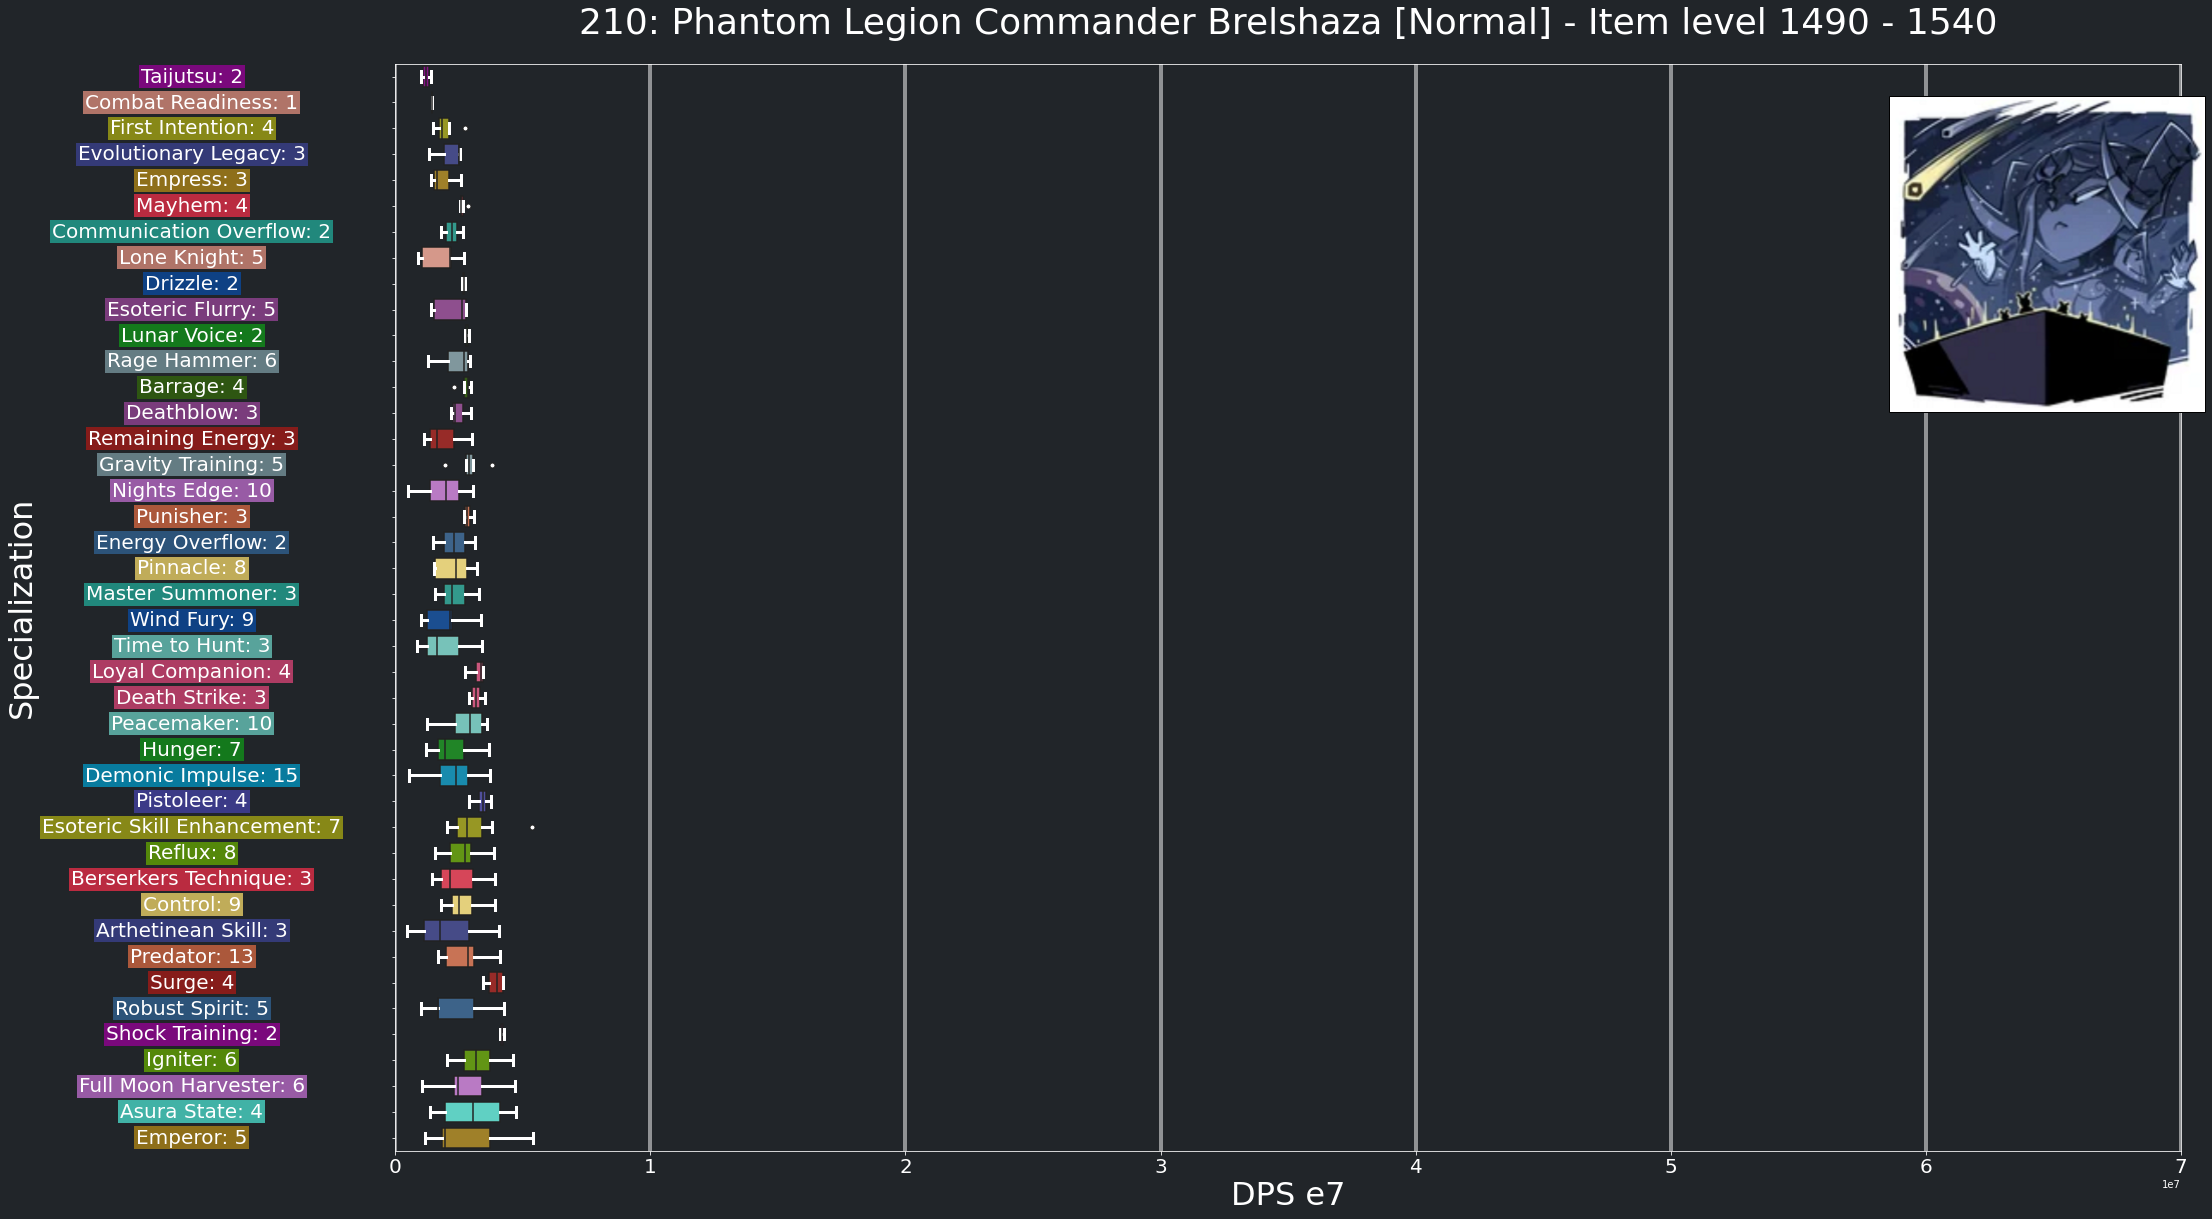 210: Phantom Legion Commander Brelshaza [Normal] - Item level 1490 - 1540
Specialization
Taijutsu: 2
Combat Readiness: 1
First Intention: 4
Evolutionary Legacy: 3
Empress: 3
Mayhem: 4
Communication Overflow: 2
Lone Knight: 5
Drizzle: 2
Esoteric Flurry: 5
Lunar Voice: 2
Rage Hammer: 6
Barrage: 4
Deathblow: 3
Remaining Energy: 3
Gravity Training: 5
Nights Edge: 10
Punisher: 3
Energy Overflow: 2
Pinnacle: 8
Master Summoner: 3
Wind Fury: 9
Time to Hunt: 3
Loyal Companion: 4
Death Strike: 3
Peacemaker: 10
Hunger: 7
Demonic Impulse: 15
Pistoleer: 4
Esoteric Skill Enhancement: 7
Reflux: 8
Berserkers Technique: 3
Control: 9
Arthetinean Skill: 3
Predator: 13
Surge: 4
Robust Spirit: 5
Shock Training: 2
Igniter: 6
Full Moon Harvester: 6
Asura State: 4
Emperor: 5
0 1 2 3 4 5 6 7
1e7
DPS e7